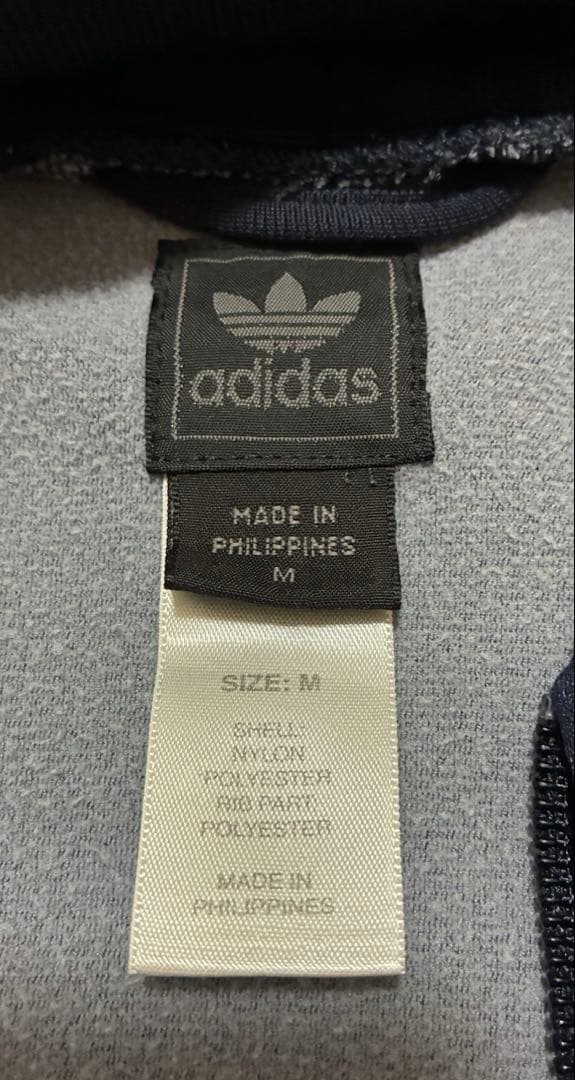 adidas
MADE IN
PHILIPPINES
M
SIZE: M
SHELL:
NYLON
POLYESTER
RIB PART:
POLYESTER
MADE IN
PHILIPPINES